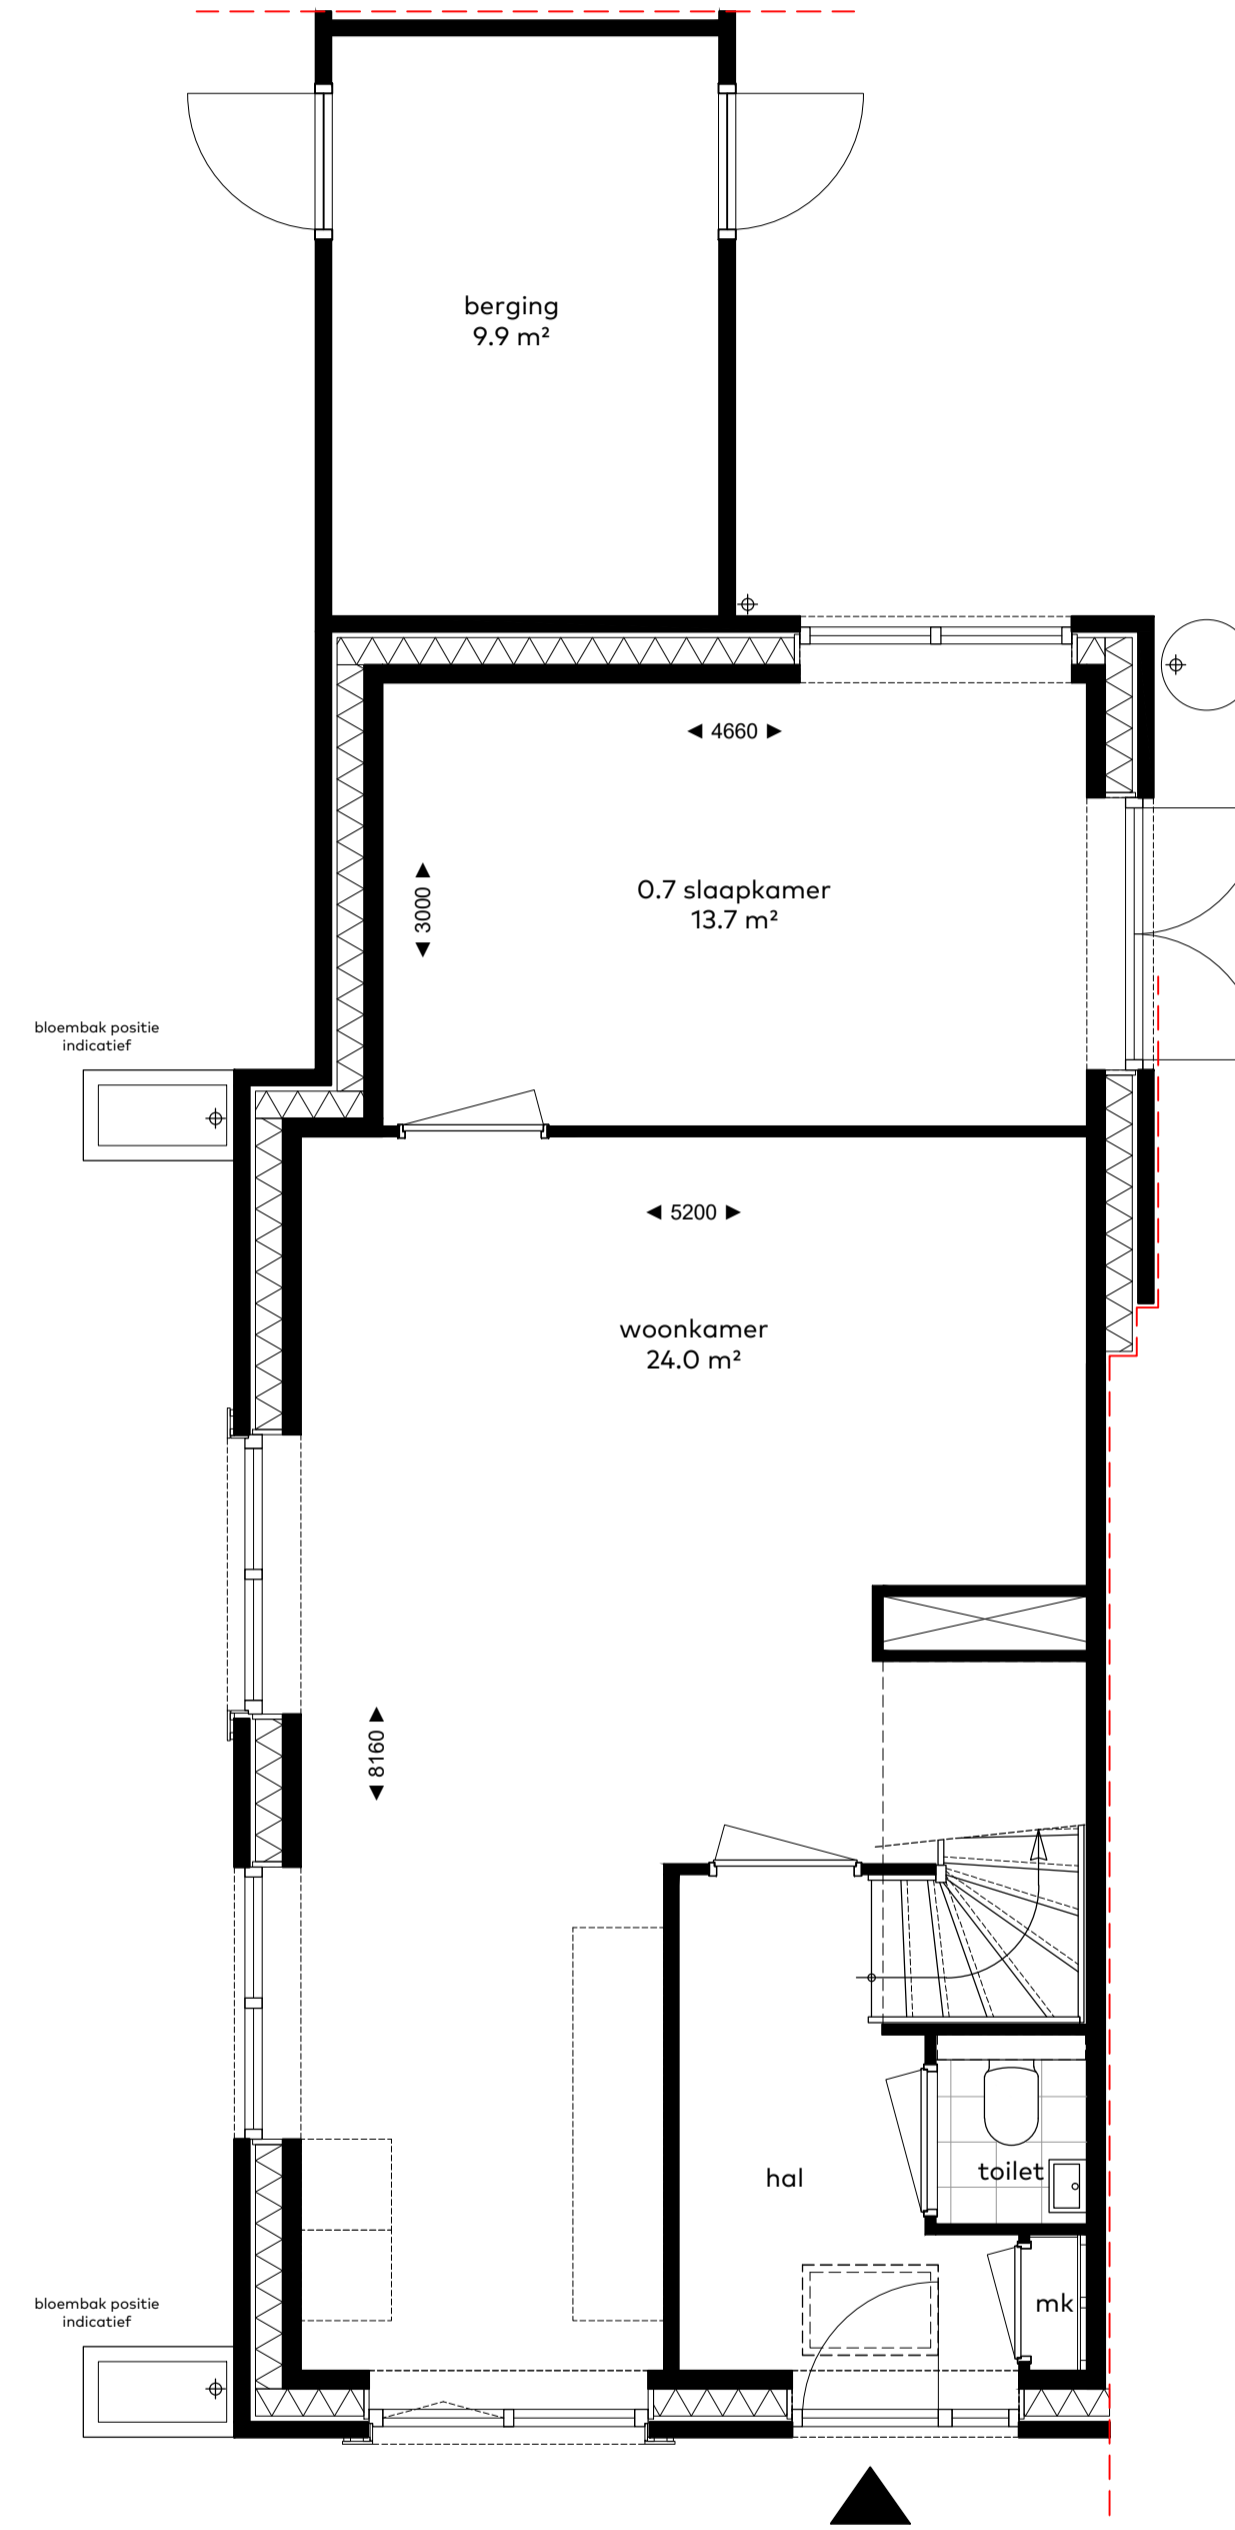 berging
9.9 m²
4660
3000
0.7 slaapkamer
13.7 m²
bloembak positie
indicatief
5200
woonkamer
24.0 m²
8160
hal
toilet
mk
bloembak positie
indicatief